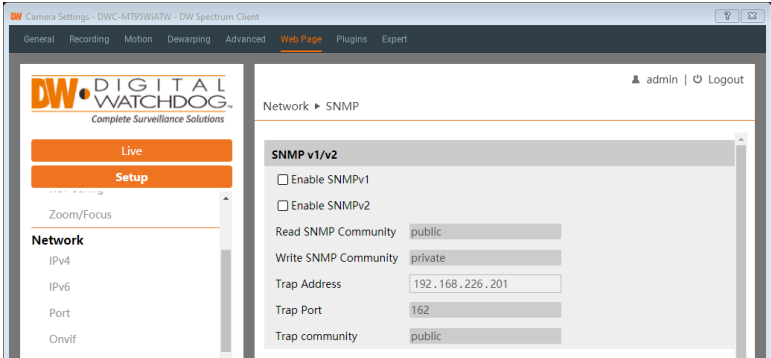 DW Camera Settings - DWC-MT95WiATW - DW Spectrum Client ?
General Recording Motion Dewarping Advanced Web Page Plugins Expert
DW DIGITAL
WATCHDOG
Complete Surveillance Solutions
Live
Setup
Zoom/Focus
Network
IPv4
IPv6
Port
Onvif
admin | Logout
Network ▸ SNMP
SNMP v1/v2
Enable SNMPv1
Enable SNMPv2
Read SNMP Community public
Write SNMP Community private
Trap Address 192.168.226.201
Trap Port 162
Trap community public